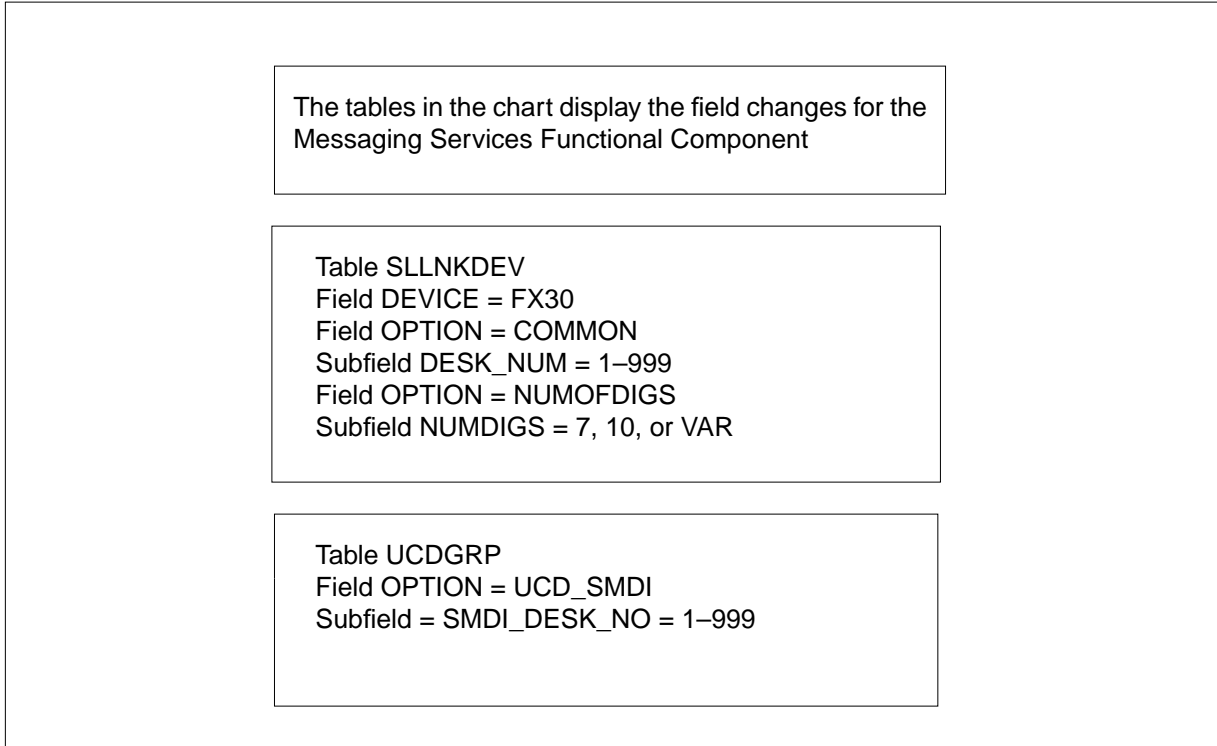 The tables in the chart display the field changes for the
Messaging Services Functional Component
Table SLLNKDEV
Field DEVICE = FX30
Field OPTION = COMMON
Subfield DESK_NUM = 1–999
Field OPTION = NUMOFDIGS
Subfield NUMDIGS = 7, 10, or VAR
Table UCDGRP
Field OPTION = UCD_SMDI
Subfield = SMDI_DESK_NO = 1–999